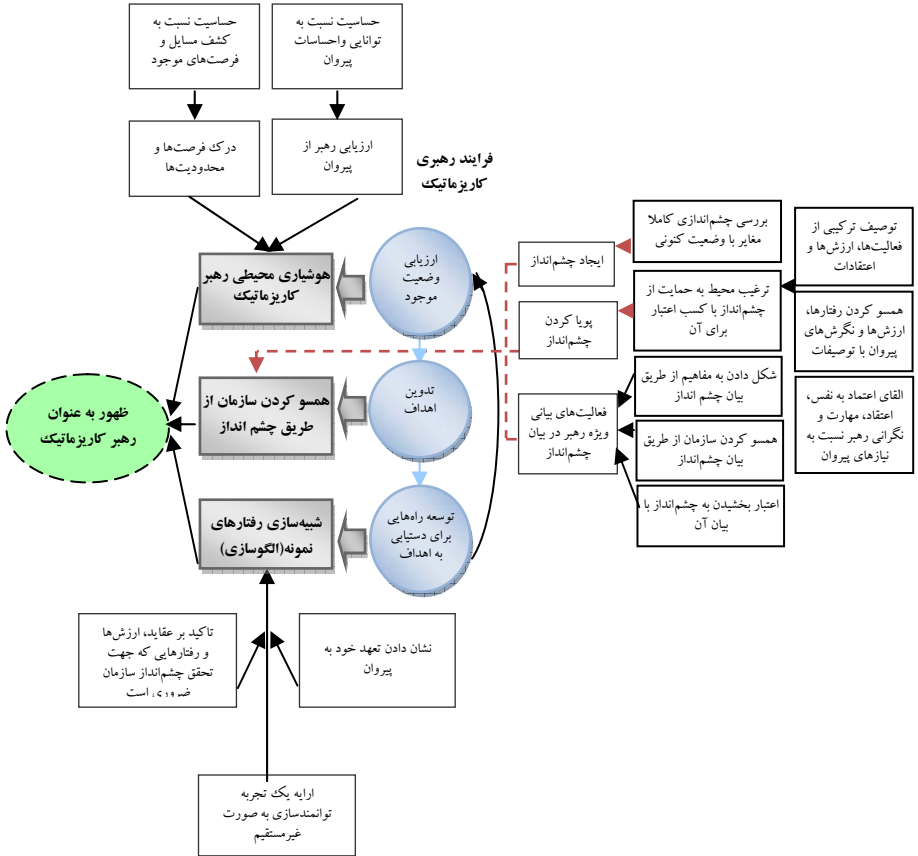 حساسیت نسبت به
کشف مسایل و
فرصت‌های موجود
حساسیت نسبت به
توانایی واحساسات
پیروان
درک فرصت‌ها و
محدودیت‌ها
ارزیابی رهبر از
پیروان
فرایند رهبری
کاریزماتیک
توصیف ترکیبی از
فعالیت‌ها، ارزش‌ها و
اعتقادات
همسو کردن رفتارها،
ارزش‌ها و نگرش‌های
پیروان با توصیفات
القای اعتماد به نفس،
اعتقاد، مهارت و
نگرانی رهبر نسبت به
نیازهای پیروان
بررسی چشم‌اندازی کاملا
مغایر با وضعیت کنونی
ترغیب محیط به حمایت از
چشم‌انداز با کسب اعتبار
برای آن
شکل دادن به مفاهیم از طریق
بیان چشم انداز
همسو کردن سازمان از طریق
بیان چشم‌انداز
اعتبار بخشیدن به چشم‌انداز با
بیان آن
ایجاد چشم‌انداز
پویا کردن
چشم‌انداز
فعالیت‌های بیانی
ویژه رهبر در بیان
چشم‌انداز
ارزیابی
وضعیت
موجود
تدوین
اهداف
توسعه راه‌هایی
برای دستیابی
به اهداف
هوشیاری محیطی رهبر
کاریزماتیک
همسو کردن سازمان از
طریق چشم انداز
شبیه‌سازی رفتارهای
نمونه(الگوسازی)
ظهور به عنوان
رهبر کاریزماتیک
نشان دادن تعهد خود به
پیروان
تاکید بر عقاید، ارزش‌ها
و رفتارهایی که جهت
تحقق چشم‌انداز سازمان
ضروری است
ارایه یک تجربه
توانمندسازی به صورت
غیرمستقیم